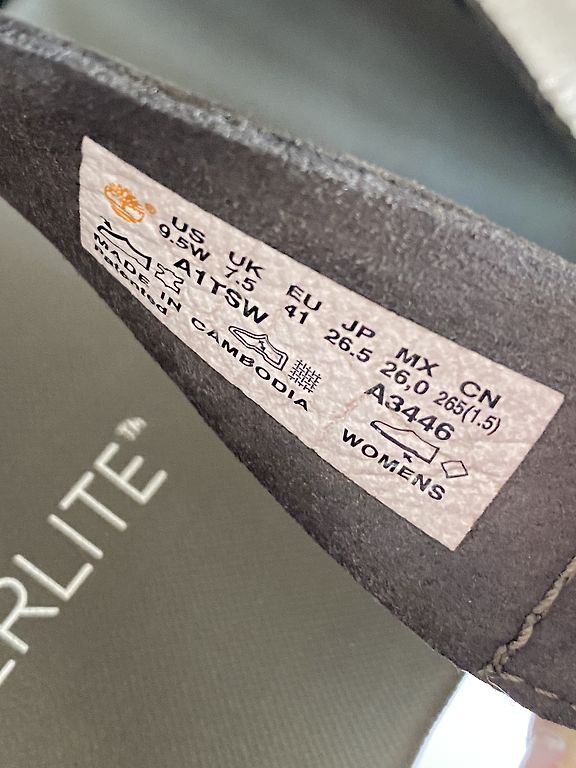 US UK EU JP MX CN
9.5W 7.5 41 26.5 26,0 265(1.5)
A1TSW A3446
MADE IN CAMBODIA WOMENS
Patented
ERLITE™